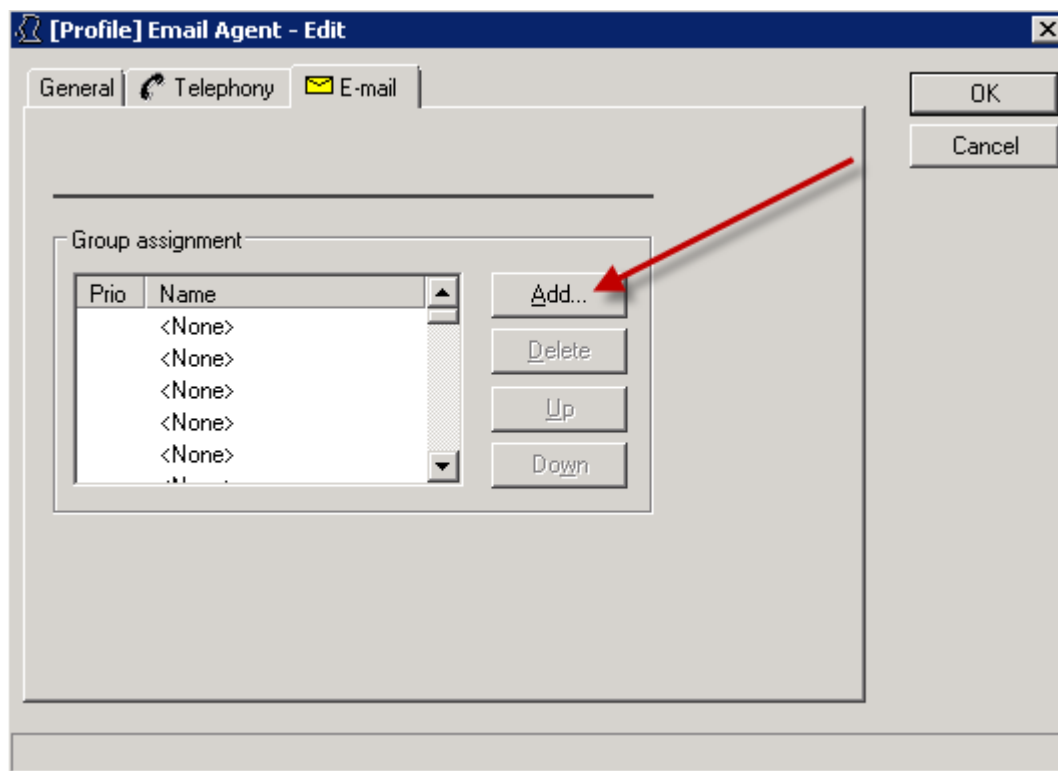 [Profile] Email Agent - Edit
General Telephony E-mail
OK
Cancel
Group assignment
Prio Name
<None>
<None>
<None>
<None>
<None>
Add...
Delete
Up
Down